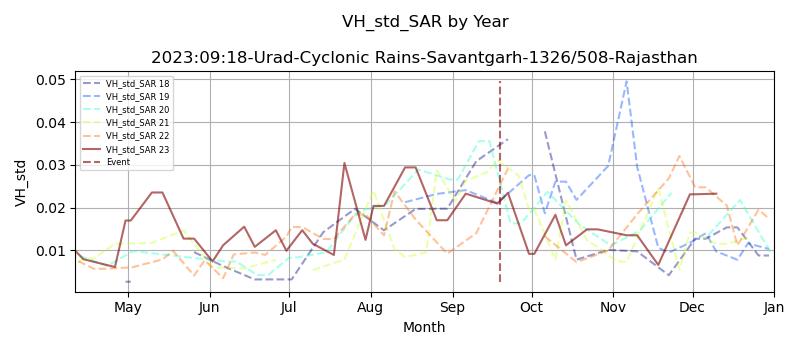 VH_std_SAR by Year
2023:09:18-Urad-Cyclonic Rains-Savantgarh-1326/508-Rajasthan
0.05
0.04
0.03
0.02
0.01
VH_std
VH_std_SAR 18
VH_std_SAR 19
VH_std_SAR 20
VH_std_SAR 21
VH_std_SAR 22
VH_std_SAR 23
Event
May Jun Jul Aug Sep Oct Nov Dec Jan
Month